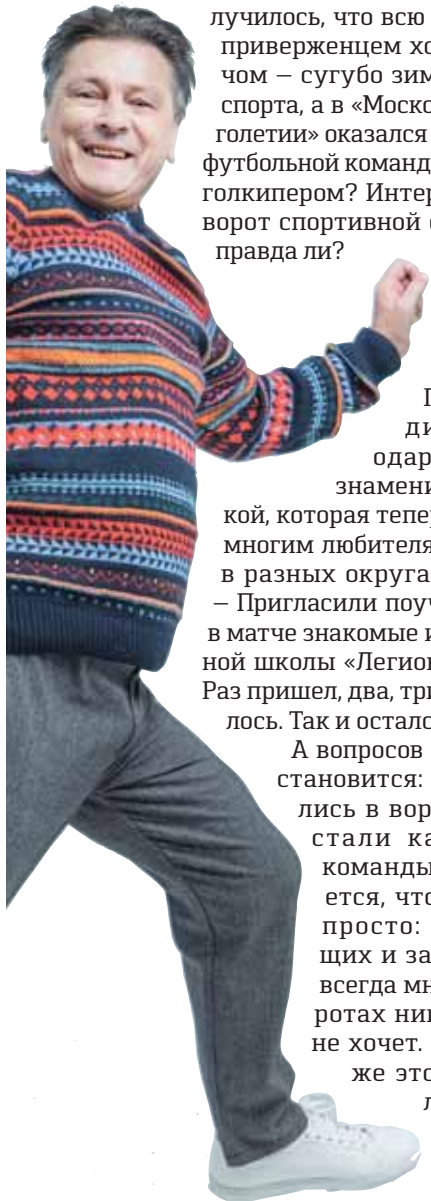 лучилось, что всю
приверженцем хо
чом – сугубо зим
спорта, а в «Моско
голетии» оказался
футбольной команд
голкипером? Интер
ворот спортивной
правда ли?
ди
одар
знамени
кой, которая тепер
многим любителя
в разных округа
– Пригласили поуч
в матче знакомые и
ной школы «Легион
Раз пришел, два, три
лось. Так и остало
А вопросов
становится:
лись в вор
стали ка
команды
ется, что
просто:
щих и за
всегда мн
ротах ни
не хочет.
же это